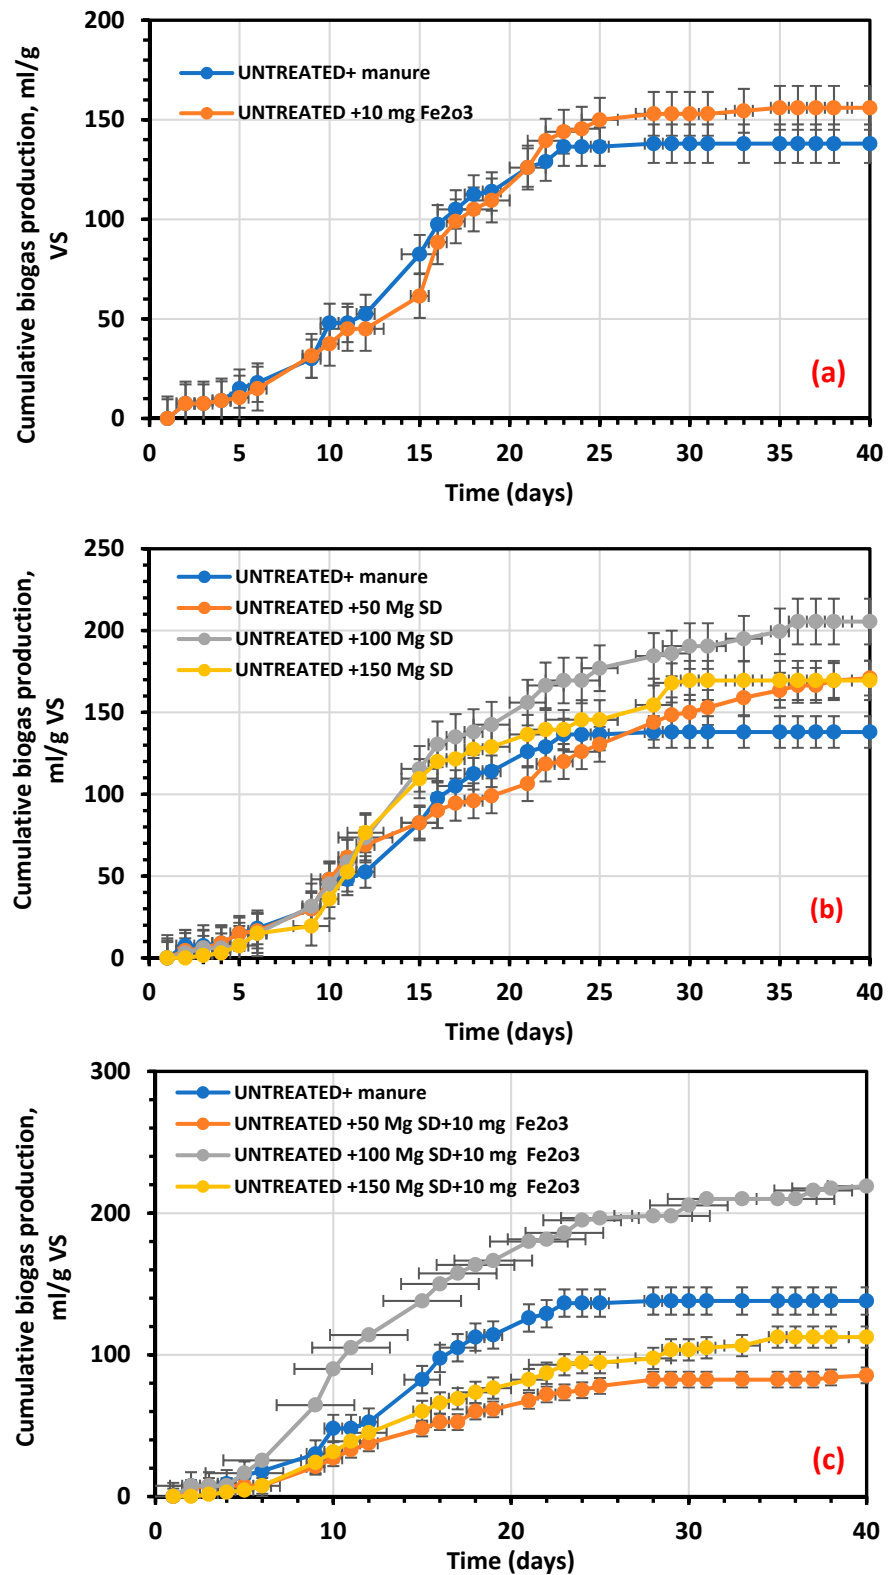 200
150
100
50
0
Cumulative biogas production, ml/g
VS
UNTREATED+ manure
UNTREATED +10 mg Fe2o3
(a)
0 5 10 15 20 25 30 35 40
Time (days)
250
200
150
100
50
0
Cumulative biogas production,
ml/g VS
UNTREATED+ manure
UNTREATED +50 Mg SD
UNTREATED +100 Mg SD
UNTREATED +150 Mg SD
(b)
0 5 10 15 20 25 30 35 40
Time (days)
300
200
100
0
Cumulative biogas production,
ml/g VS
UNTREATED+ manure
UNTREATED +50 Mg SD+10 mg Fe2o3
UNTREATED +100 Mg SD+10 mg Fe2o3
UNTREATED +150 Mg SD+10 mg Fe2o3
(c)
0 10 20 30 40
Time (days)